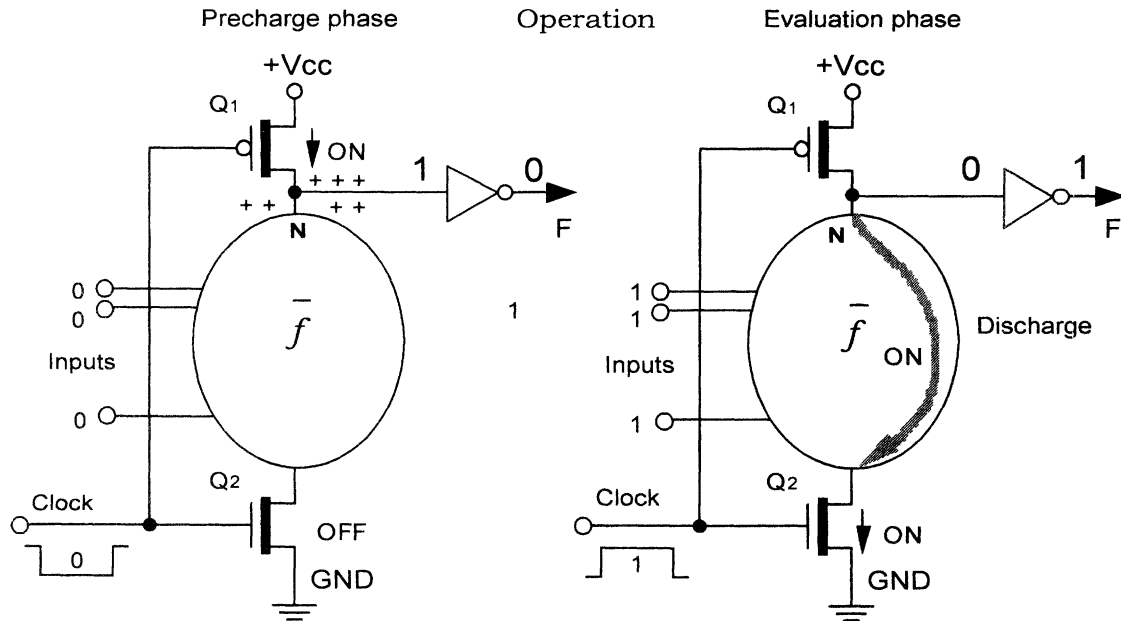 Precharge phase
Operation
Evaluation phase
+Vcc
Q1
ON
+ + +
+ +
+ +
1
0
F
N
0
0
f̅
Inputs
0
Q2
Clock
OFF
0
GND
1
+Vcc
Q1
0
1
F
N
1
1
f̅
Discharge
ON
Inputs
1
Q2
Clock
ON
1
GND